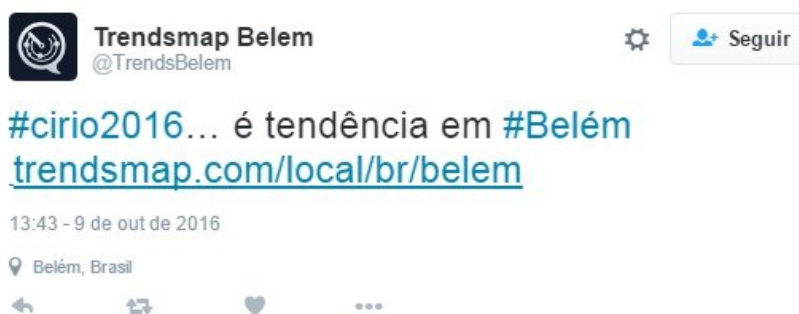 Trendsmap Belem
@TrendsBelem
Seguir
#cirio2016... é tendência em #Belém
trendsmap.com/local/br/belem
13:43 - 9 de out de 2016
Belém, Brasil